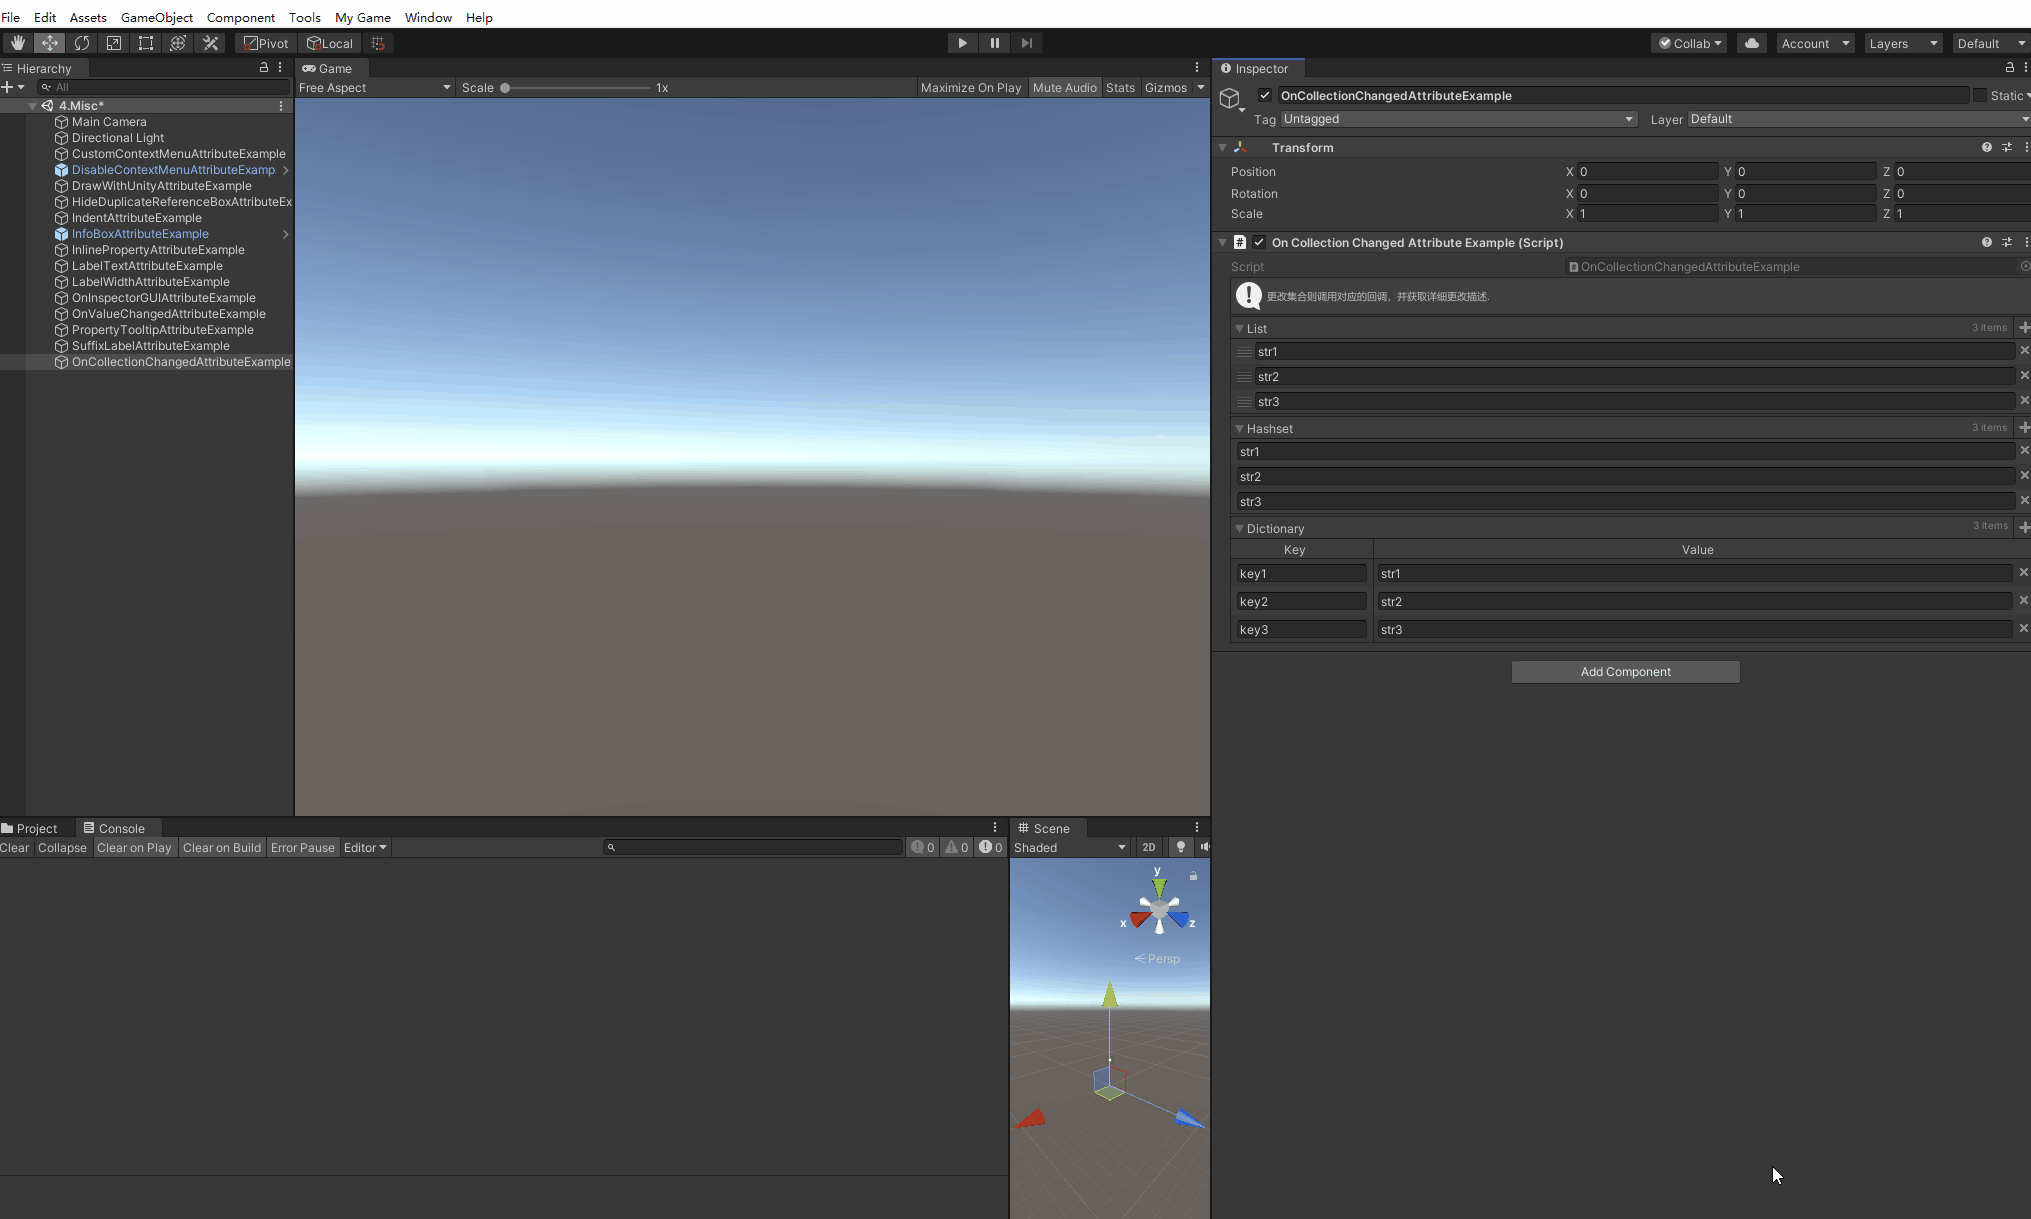 File Edit Assets GameObject Component Tools My Game Window Help
Pivot Local Collab Account Layers Default
Hierarchy
All
4.Misc*
Main Camera
Directional Light
CustomContextMenuAttributeExample
DisableContextMenuAttributeExamp
DrawWithUnityAttributeExample
HideDuplicateReferenceBoxAttributeEx
IndentAttributeExample
InfoBoxAttributeExample
InlinePropertyAttributeExample
LabelTextAttributeExample
LabelWidthAttributeExample
OnInspectorGUIAttributeExample
OnValueChangedAttributeExample
PropertyTooltipAttributeExample
SuffixLabelAttributeExample
OnCollectionChangedAttributeExample
Game
Free Aspect Scale 1x Maximize On Play Mute Audio Stats Gizmos
Inspector
OnCollectionChangedAttributeExample Static
Tag Untagged Layer Default
Transform
Position X 0 Y 0 Z 0
Rotation X 0 Y 0 Z 0
Scale X 1 Y 1 Z 1
On Collection Changed Attribute Example (Script)
Script OnCollectionChangedAttributeExample
更改集合则调用对应的回调，并获取详细更改描述.
List 3 items
str1
str2
str3
Hashset 3 items
str1
str2
str3
Dictionary 3 items
Key Value
key1 str1
key2 str2
key3 str3
Add Component
Project Console
Clear Collapse Clear on Play Clear on Build Error Pause Editor 0 0 0
Scene
Shaded 2D
y
x z
Persp